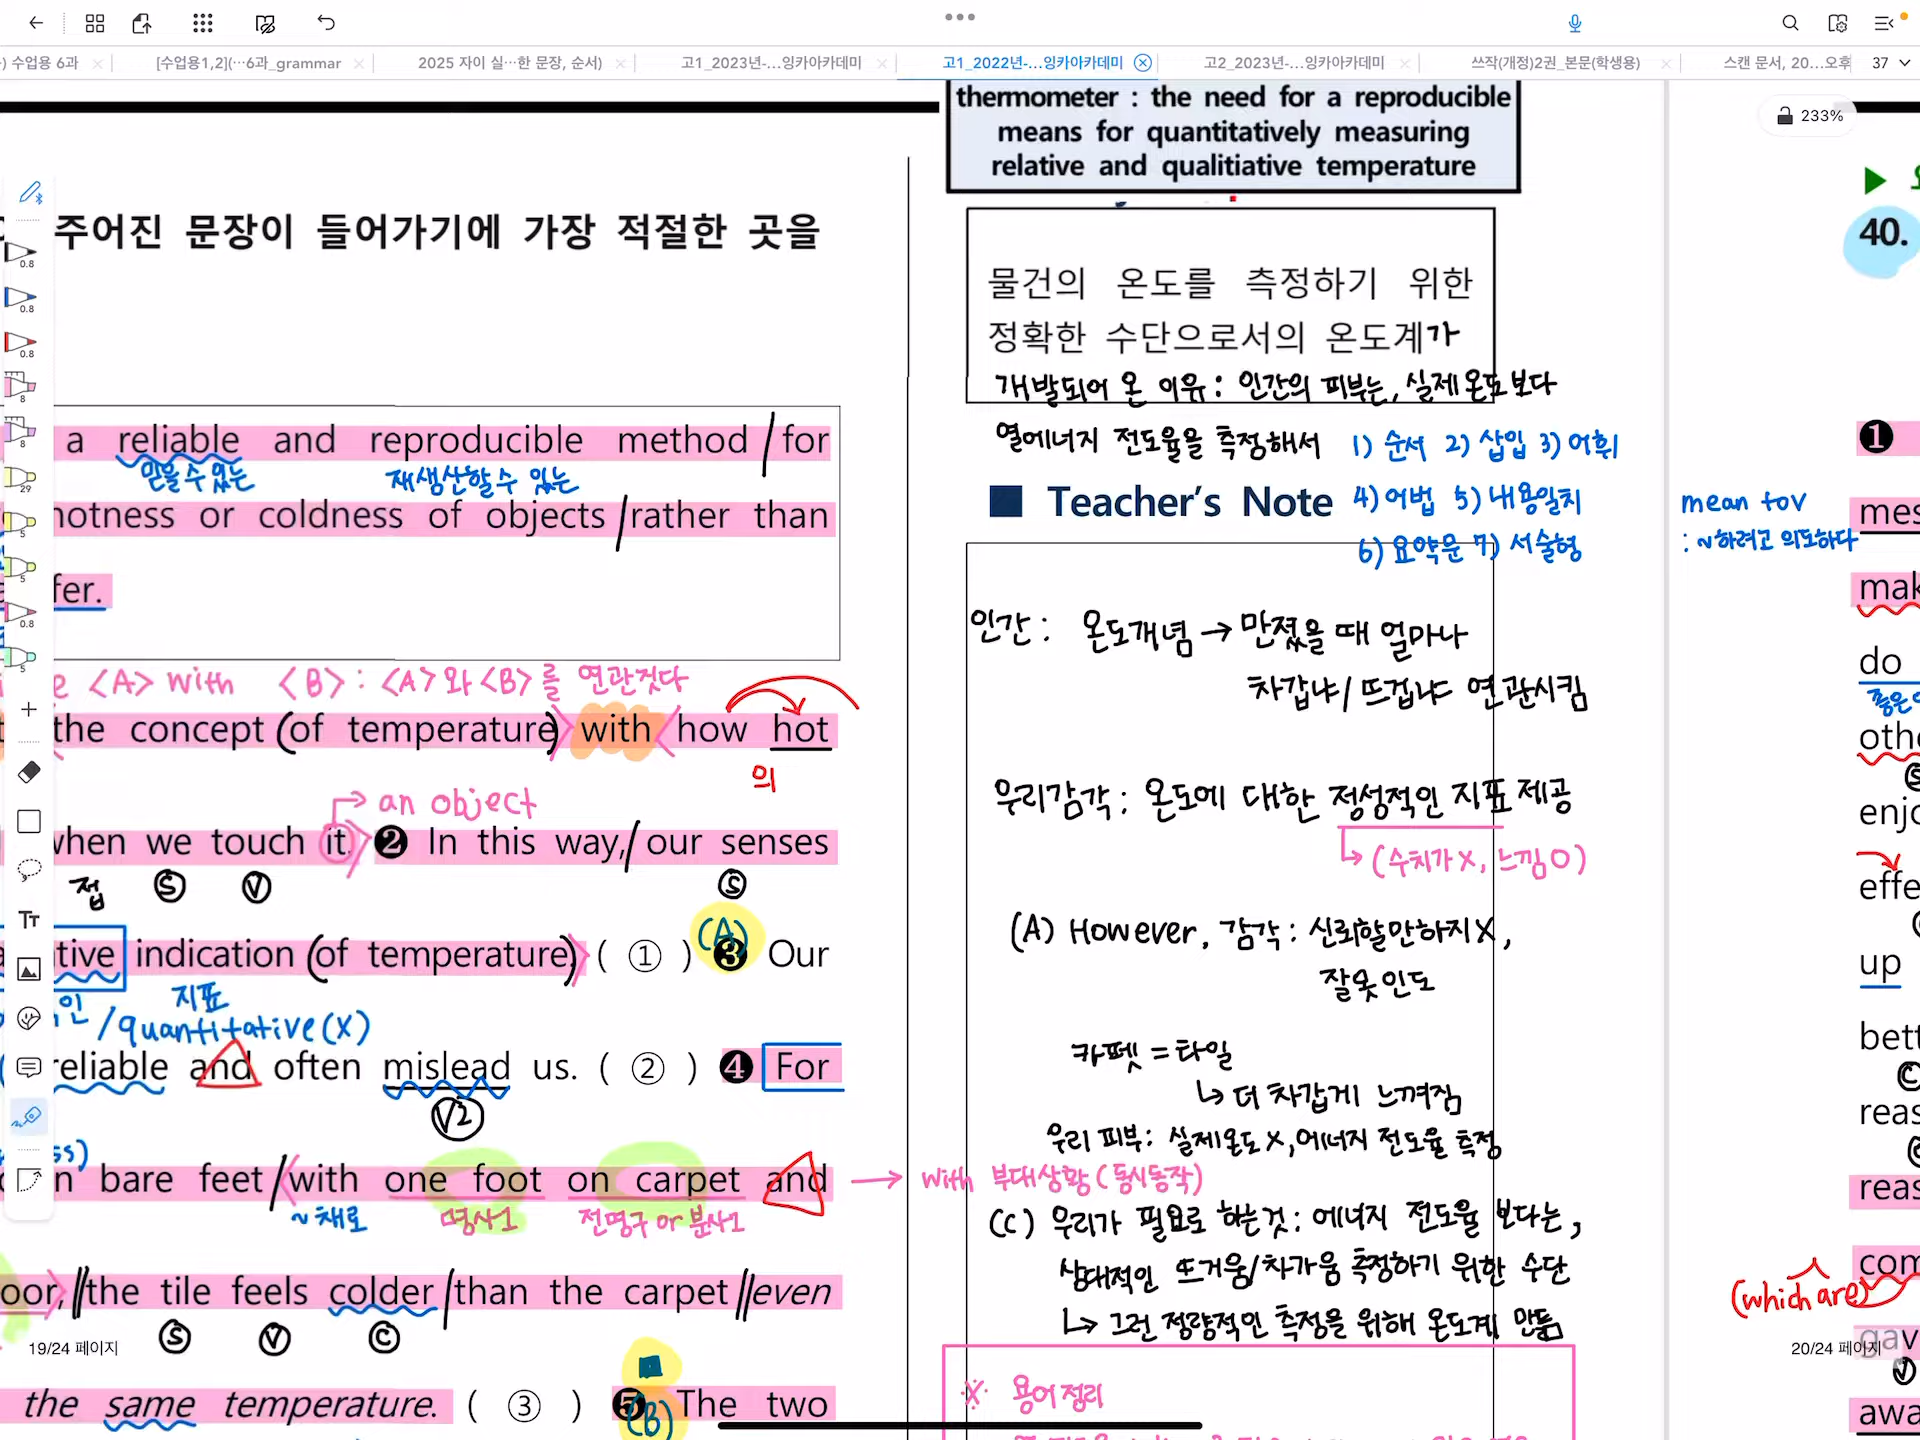 ) 수업용 6과
[수업용1,2](…6과_grammar
2025 자이 실…한 문장, 순서)
고1_2023년-…잉카아카데미
고1_2022년-…잉카아카데미
고2_2023년-…잉카아카데미
쓰작(개정)2권_본문(학생용)
스캔 문서, 20…오후
37
233%
thermometer : the need for a reproducible
means for quantitatively measuring
relative and qualitiative temperature
주어진 문장이 들어가기에 가장 적절한 곳을
a reliable and reproducible method / for
믿을 수 있는
재생산할 수 있는
hotness or coldness of objects / rather than
fer.
<A> with <B> : <A>와 <B>를 연관짓다
the concept (of temperature) with how hot
의
an object
when we touch it. ❷ In this way, / our senses
접 Ⓢ Ⓥ Ⓢ
(A)
tive indication (of temperature.) ( ① ) ❸ Our
인 지표
/quantitative(X)
reliable and often mislead us. ( ② ) ❹ For
V2
n bare feet / with one foot on carpet and
~채로 명사1 전명구 or 분사1
→ with 부대상황 (동시동작)
oor, // the tile feels colder / than the carpet // even
Ⓢ Ⓥ Ⓒ
19/24 페이지
the same temperature. ( ③ ) ❺ The two
(B)
물건의 온도를 측정하기 위한
정확한 수단으로서의 온도계가
개발되어 온 이유 : 인간의 피부는, 실제온도보다
열에너지 전도율을 측정해서
1) 순서 2) 삽입 3) 어휘
■ Teacher's Note
4) 어법 5) 내용일치
6) 요약문 7) 서술형
인간 : 온도개념 → 만졌을 때 얼마나
차갑냐/뜨겁냐 연관시킴
우리감각 : 온도에 대한 정성적인 지표 제공
↳ (수치가 X, 느낌 O)
(A) However, 감각 : 신뢰할만하지X,
잘못 인도
카펫 = 타일
↳ 더 차갑게 느껴짐
우리 피부 : 실제온도 X, 에너지 전도율 측정
(C) 우리가 필요로 하는것 : 에너지 전도율 보다는,
상대적인 뜨거움/차가움 측정하기 위한 수단
↳ 그런 정량적인 측정을 위해 온도계 만듦
※ 용어정리
40.
❶
mean to v
: ~하려고 의도하다
mes
mak
do
othe
Ⓢ
enjo
effe
up
bett
Ⓒ
reas
reas
com
(which are)
20/24 페이지
gav
Ⓥ
awa